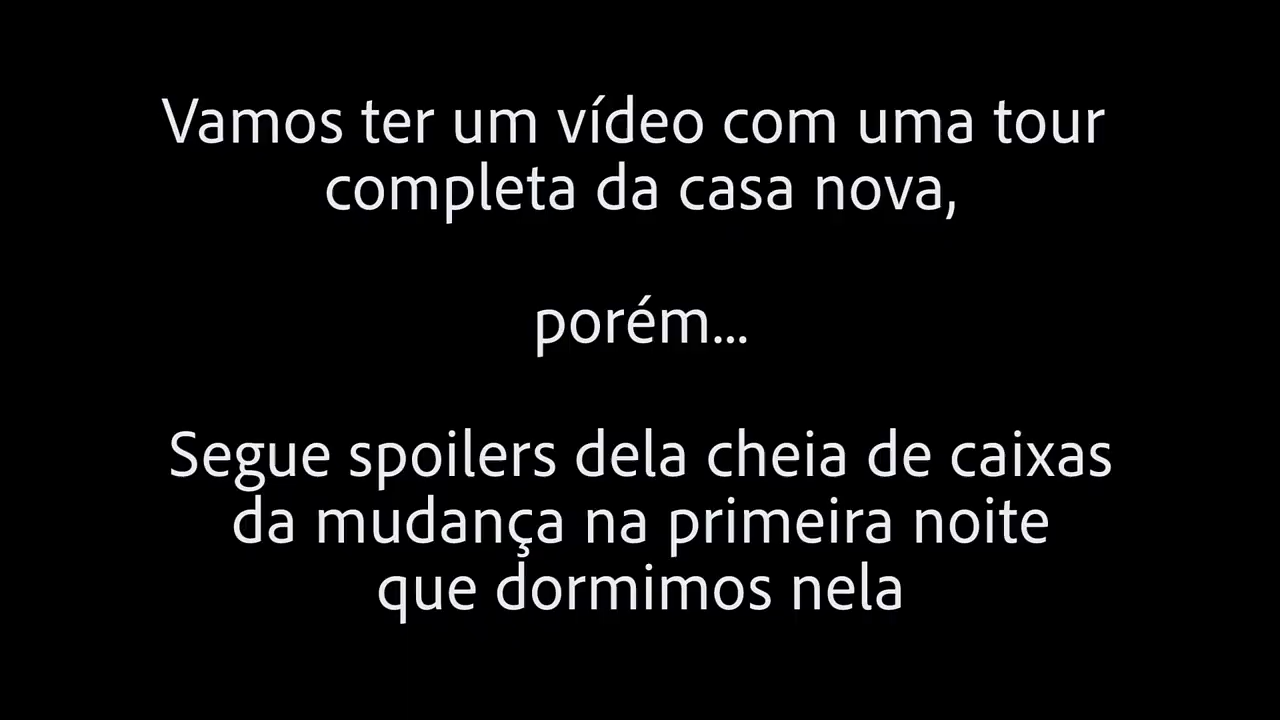 Vamos ter um vídeo com uma tour
completa da casa nova,
porém...
Segue spoilers dela cheia de caixas
da mudança na primeira noite
que dormimos nela